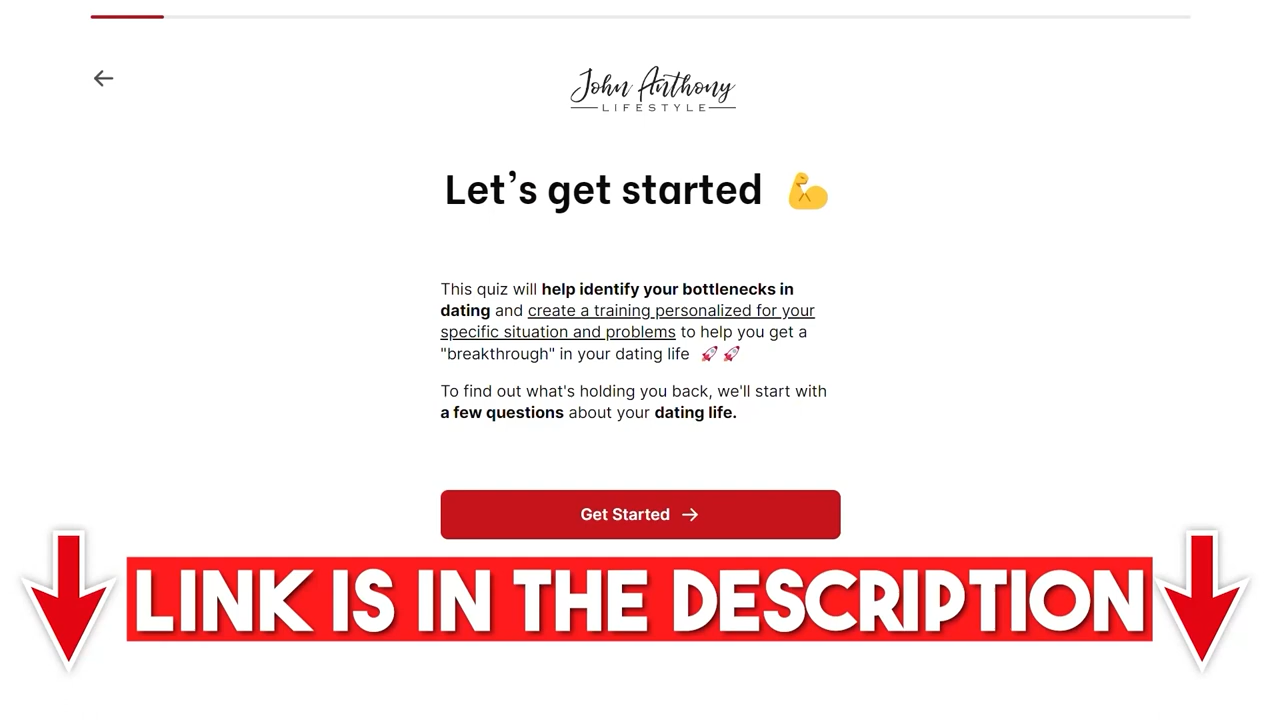 John Anthony
LIFESTYLE
Let's get started 💪
This quiz will help identify your bottlenecks in
dating and create a training personalized for your
specific situation and problems to help you get a
"breakthrough" in your dating life 🚀🚀
To find out what's holding you back, we'll start with
a few questions about your dating life.
Get Started →
LINK IS IN THE DESCRIPTION